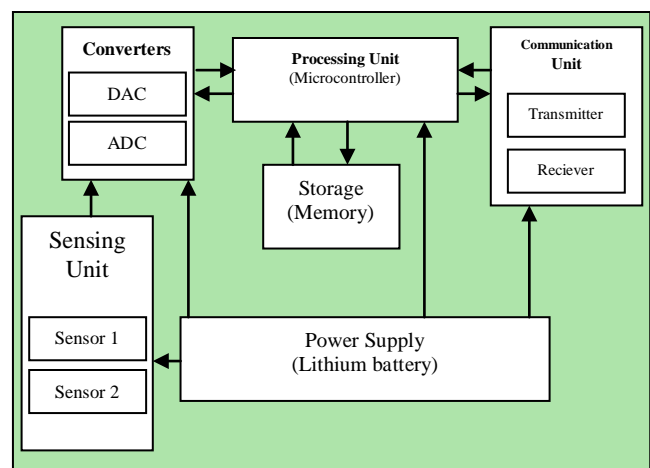 Converters
DAC
ADC
Processing Unit
(Microcontroller)
Communication
Unit
Transmitter
Reciever
Storage
(Memory)
Sensing
Unit
Sensor 1
Sensor 2
Power Supply
(Lithium battery)